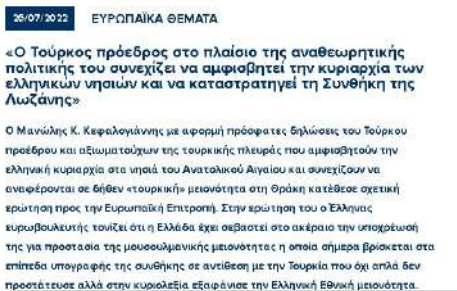 26/07/2022 ΕΥΡΩΠΑΪΚΑ ΘΕΜΑΤΑ
«Ο Τούρκος πρόεδρος στο πλαίσιο της αναθεωρητικής
πολιτικής του συνεχίζει να αμφισβητεί την κυριαρχία των
ελληνικών νησιών και να καταστρατηγεί τη Συνθήκη της
Λωζάνης»
Ο Μανώλης Κ. Κεφαλογιάννης με αφορμή πρόσφατες δηλώσεις του Τούρκου
προέδρου και αξιωματούχων της τουρκικής πλευράς που αμφισβητούν την
ελληνική κυριαρχία στα νησιά του Ανατολικού Αιγαίου και συνεχίζουν να
αναφέρονται σε δήθεν «τουρκική» μειονότητα στη Θράκη κατέθεσε σχετική
ερώτηση προς την Ευρωπαϊκή Επιτροπή. Στην ερώτηση του ο Έλληνας
ευρωβουλευτής τονίζει ότι η Ελλάδα έχει σεβαστεί στο ακέραιο την υποχρέωσή
της για προστασία της μουσουλμανικής μειονότητας η οποία σήμερα βρίσκεται στα
επίπεδα υπογραφής της συνθήκης σε αντίθεση με την Τουρκία που όχι απλά δεν
προστάτευσε αλλά στην κυριολεξία εξαφάνισε την Ελληνική Εθνική μειονότητα.